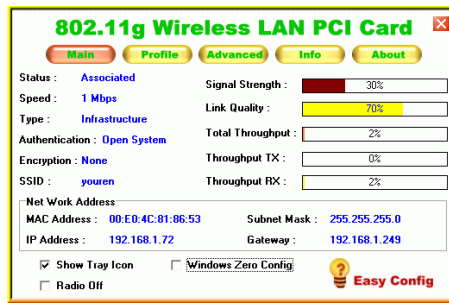 802.11g Wireless LAN PCI Card
Main Profile Advanced Info About
Status : Associated
Speed : 1 Mbps
Type : Infrastructure
Authentication : Open System
Encryption : None
SSID : youren
Signal Strength : 30%
Link Quality : 70%
Total Throughput : 2%
Throughput TX : 0%
Throughput RX : 2%
Net Work Address
MAC Address : 00:E0:4C:81:86:53 Subnet Mask : 255.255.255.0
IP Address : 192.168.1.72 Gateway : 192.168.1.249
Show Tray Icon Windows Zero Config
Radio Off
Easy Config